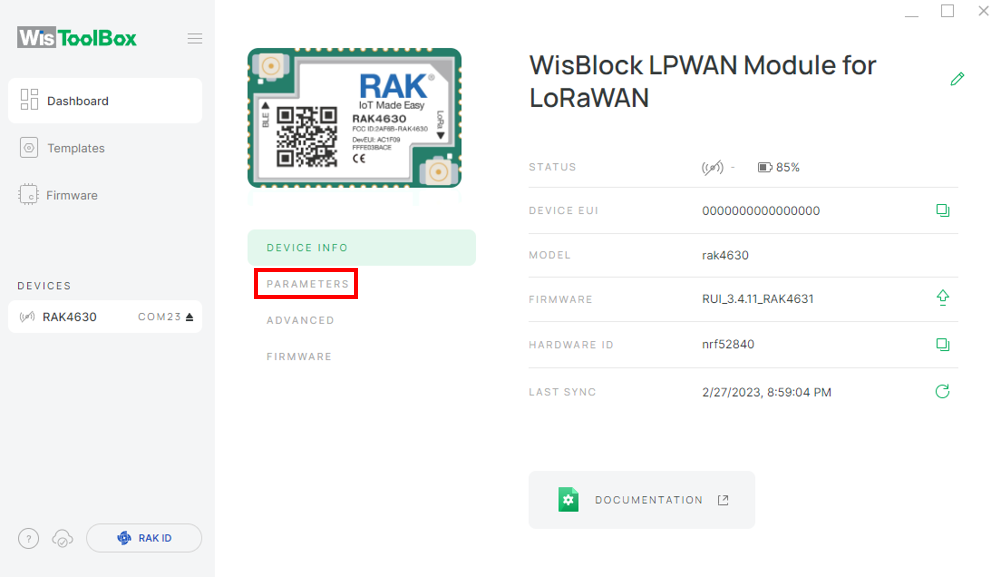 WisToolBox
Dashboard
Templates
Firmware
DEVICES
RAK4630 COM23
?
RAK ID
RAK®
IoT Made Easy
RAK4630
FCC ID:2AF6B-RAK4630
DevEUI: AC1F09
FFFE03BACE
CE
BLE
LoRa
DEVICE INFO
PARAMETERS
ADVANCED
FIRMWARE
WisBlock LPWAN Module for
LoRaWAN
STATUS - 85%
DEVICE EUI 0000000000000000
MODEL rak4630
FIRMWARE RUI_3.4.11_RAK4631
HARDWARE ID nrf52840
LAST SYNC 2/27/2023, 8:59:04 PM
DOCUMENTATION